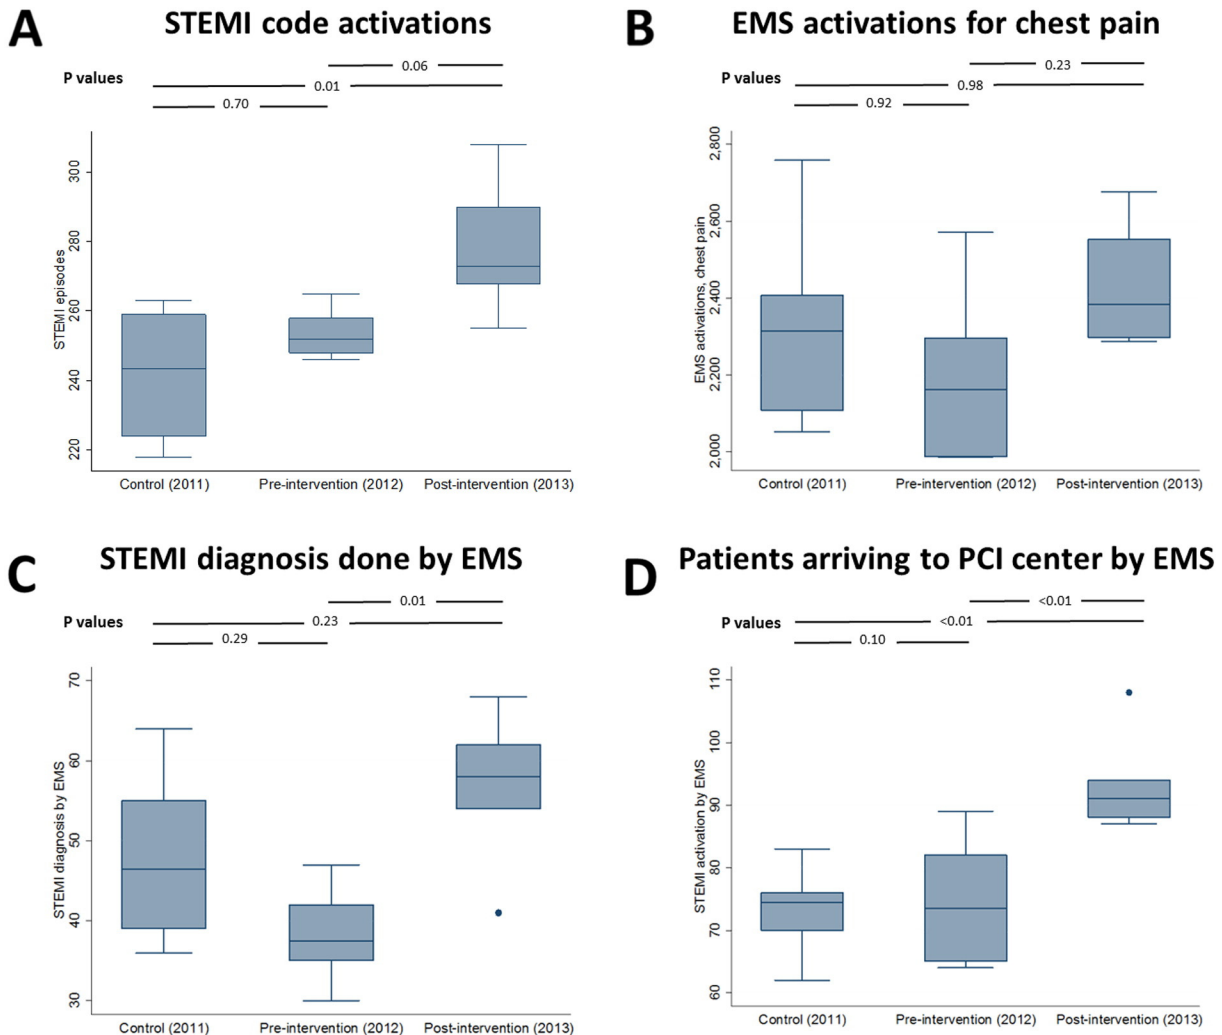 A
STEMI code activations
P values
0.06
0.01
0.70
STEMI episodes
300
280
260
240
220
Control (2011)
Pre-intervention (2012)
Post-intervention (2013)
B
EMS activations for chest pain
P values
0.23
0.98
0.92
EMS activations, chest pain
2,800
2,600
2,400
2,200
2,000
Control (2011)
Pre-intervention (2012)
Post-intervention (2013)
C
STEMI diagnosis done by EMS
P values
0.01
0.23
0.29
STEMI diagnosis by EMS
70
60
50
40
30
Control (2011)
Pre-intervention (2012)
Post-intervention (2013)
D
Patients arriving to PCI center by EMS
P values
<0.01
<0.01
0.10
STEMI activation by EMS
110
100
90
80
70
60
Control (2011)
Pre-intervention (2012)
Post-intervention (2013)